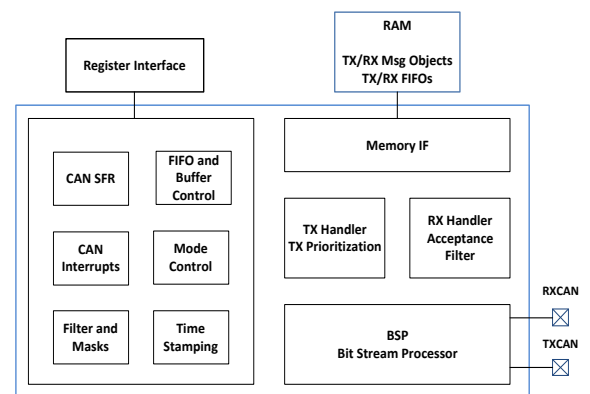 RAM
TX/RX Msg Objects
TX/RX FIFOs
Register Interface
CAN SFR
FIFO and
Buffer
Control
CAN
Interrupts
Mode
Control
Filter and
Masks
Time
Stamping
Memory IF
TX Handler
TX Prioritization
RX Handler
Acceptance
Filter
BSP
Bit Stream Processor
RXCAN
TXCAN